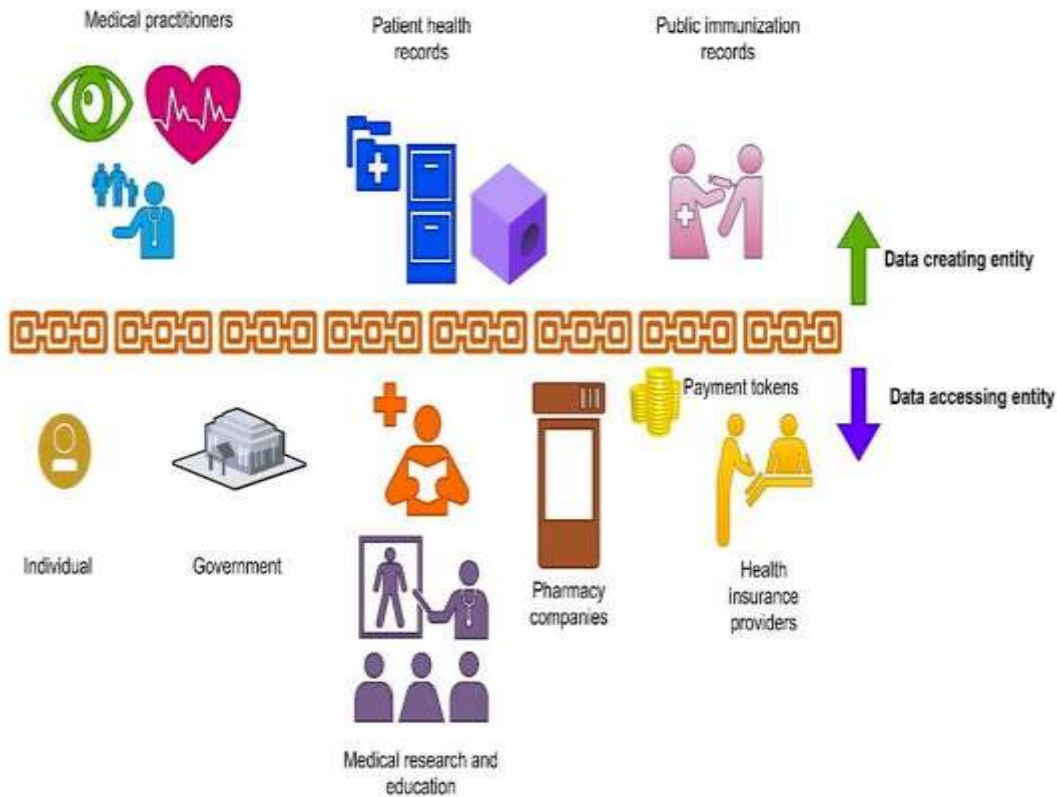 Medical practitioners
Patient health
records
Public immunization
records
Data creating entity
Payment tokens
Data accessing entity
Individual
Government
Pharmacy
companies
Health
insurance
providers
Medical research and
education